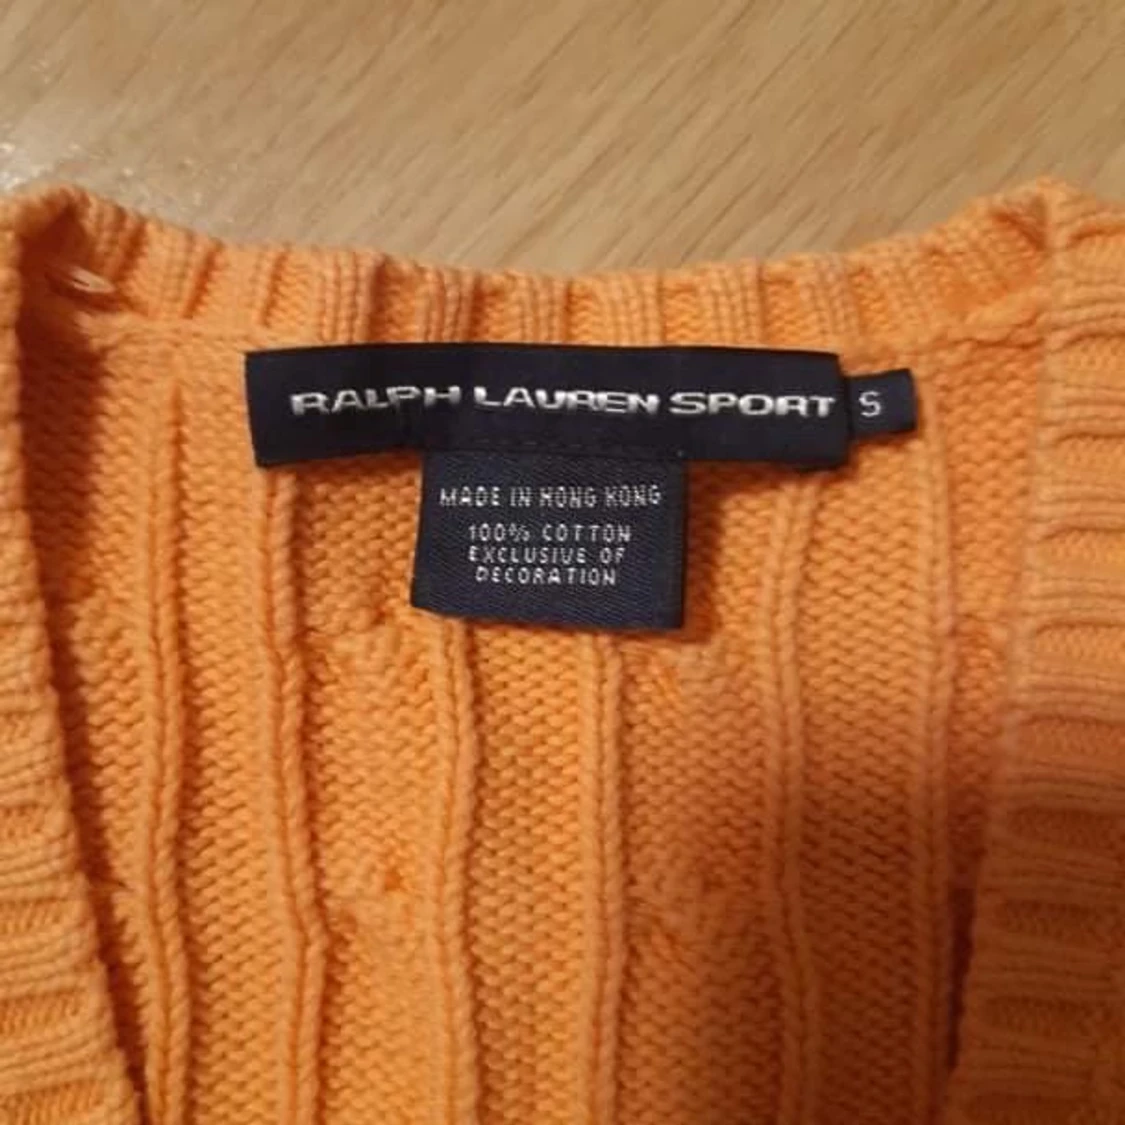 RALPH LAUREN SPORT S
MADE IN HONG KONG
100% COTTON
EXCLUSIVE OF
DECORATION